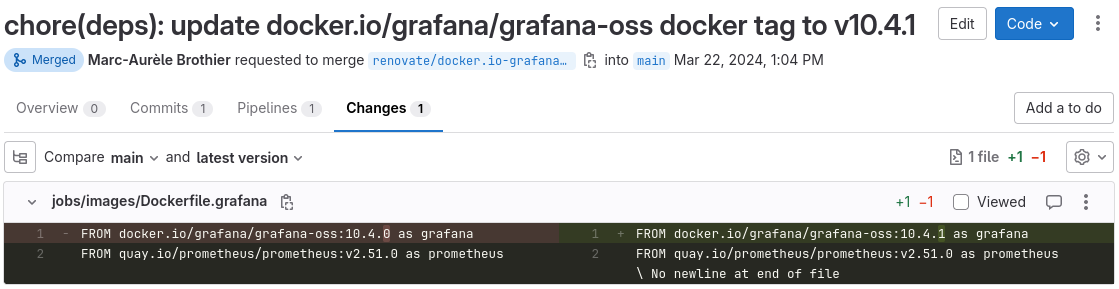 chore(deps): update docker.io/grafana/grafana-oss docker tag to v10.4.1
Edit
Code
Merged Marc-Aurèle Brothier requested to merge renovate/docker.io-grafana… into main Mar 22, 2024, 1:04 PM
Overview 0 Commits 1 Pipelines 1 Changes 1
Add a to do
Compare main and latest version
1 file +1 −1
jobs/images/Dockerfile.grafana
+1 −1 Viewed
1 - FROM docker.io/grafana/grafana-oss:10.4.0 as grafana
2 FROM quay.io/prometheus/prometheus:v2.51.0 as prometheus
1 + FROM docker.io/grafana/grafana-oss:10.4.1 as grafana
2 FROM quay.io/prometheus/prometheus:v2.51.0 as prometheus
\ No newline at end of file